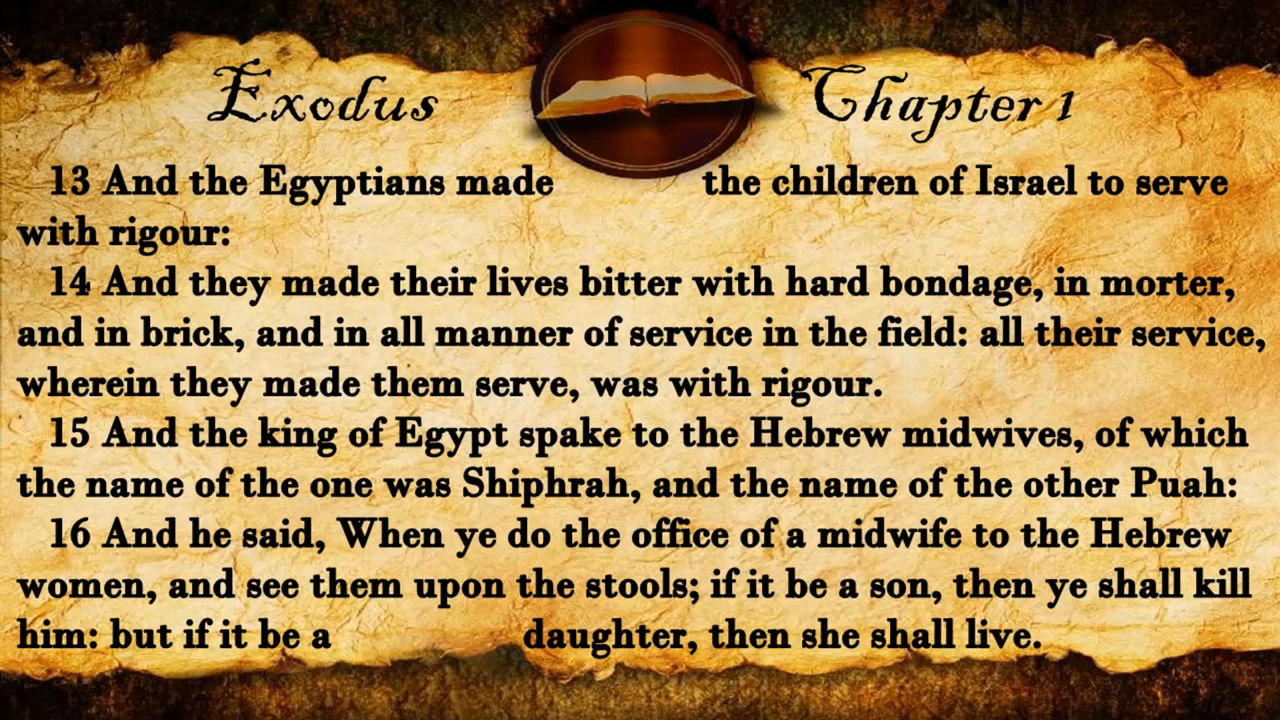 Exodus Chapter 1
13 And the Egyptians made the children of Israel to serve
with rigour:
14 And they made their lives bitter with hard bondage, in morter,
and in brick, and in all manner of service in the field: all their service,
wherein they made them serve, was with rigour.
15 And the king of Egypt spake to the Hebrew midwives, of which
the name of the one was Shiphrah, and the name of the other Puah:
16 And he said, When ye do the office of a midwife to the Hebrew
women, and see them upon the stools; if it be a son, then ye shall kill
him: but if it be a daughter, then she shall live.